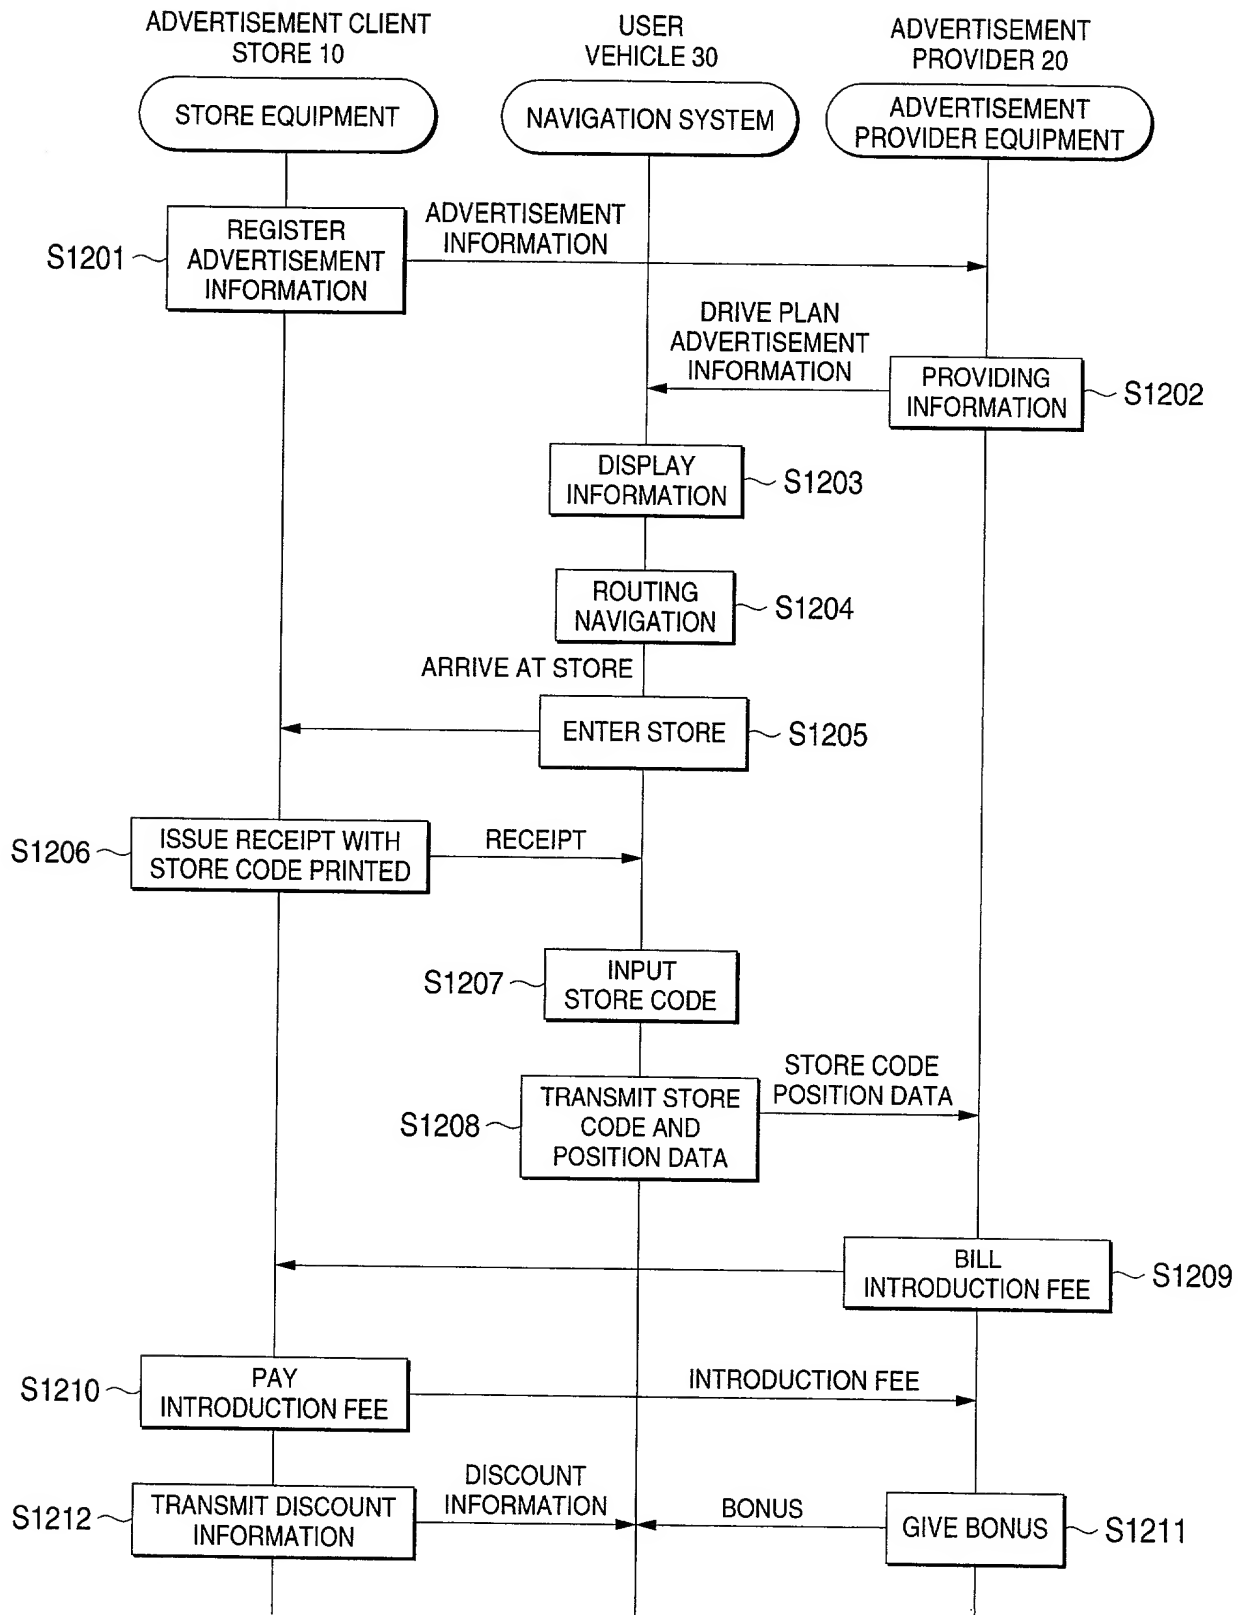 ADVERTISEMENT CLIENT
STORE 10
USER
VEHICLE 30
ADVERTISEMENT
PROVIDER 20
STORE EQUIPMENT
NAVIGATION SYSTEM
ADVERTISEMENT
PROVIDER EQUIPMENT
S1201
REGISTER
ADVERTISEMENT
INFORMATION
ADVERTISEMENT
INFORMATION
DRIVE PLAN
ADVERTISEMENT
INFORMATION
PROVIDING
INFORMATION
S1202
DISPLAY
INFORMATION
S1203
ROUTING
NAVIGATION
S1204
ARRIVE AT STORE
ENTER STORE
S1205
S1206
ISSUE RECEIPT WITH
STORE CODE PRINTED
RECEIPT
S1207
INPUT
STORE CODE
S1208
TRANSMIT STORE
CODE AND
POSITION DATA
STORE CODE
POSITION DATA
BILL
INTRODUCTION FEE
S1209
S1210
PAY
INTRODUCTION FEE
INTRODUCTION FEE
S1212
TRANSMIT DISCOUNT
INFORMATION
DISCOUNT
INFORMATION
BONUS
GIVE BONUS
S1211